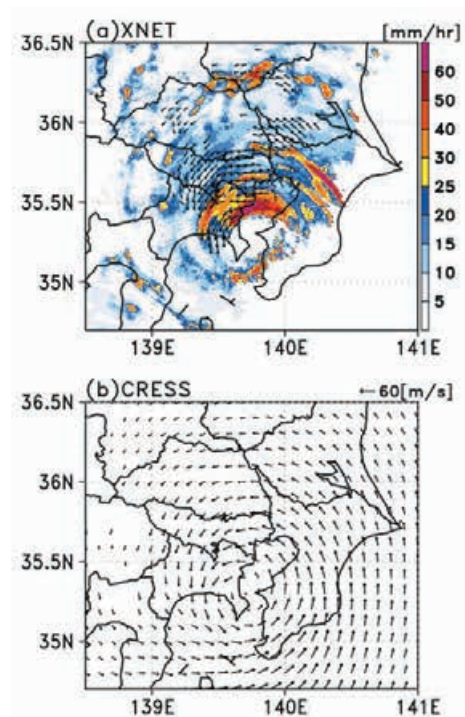 (a)XNET [mm/hr]
36.5N
60
36N
50
40
30
35.5N
25
20
15
35N
10
5
139E 140E 141E
(b)CRESS ←60[m/s]
36.5N
36N
35.5N
35N
139E 140E 141E